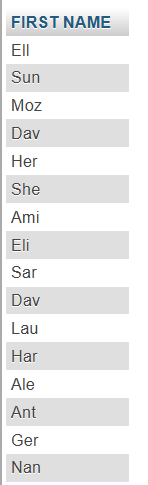 FIRST NAME
Ell
Sun
Moz
Dav
Her
She
Ami
Eli
Sar
Dav
Lau
Har
Ale
Ant
Ger
Nan